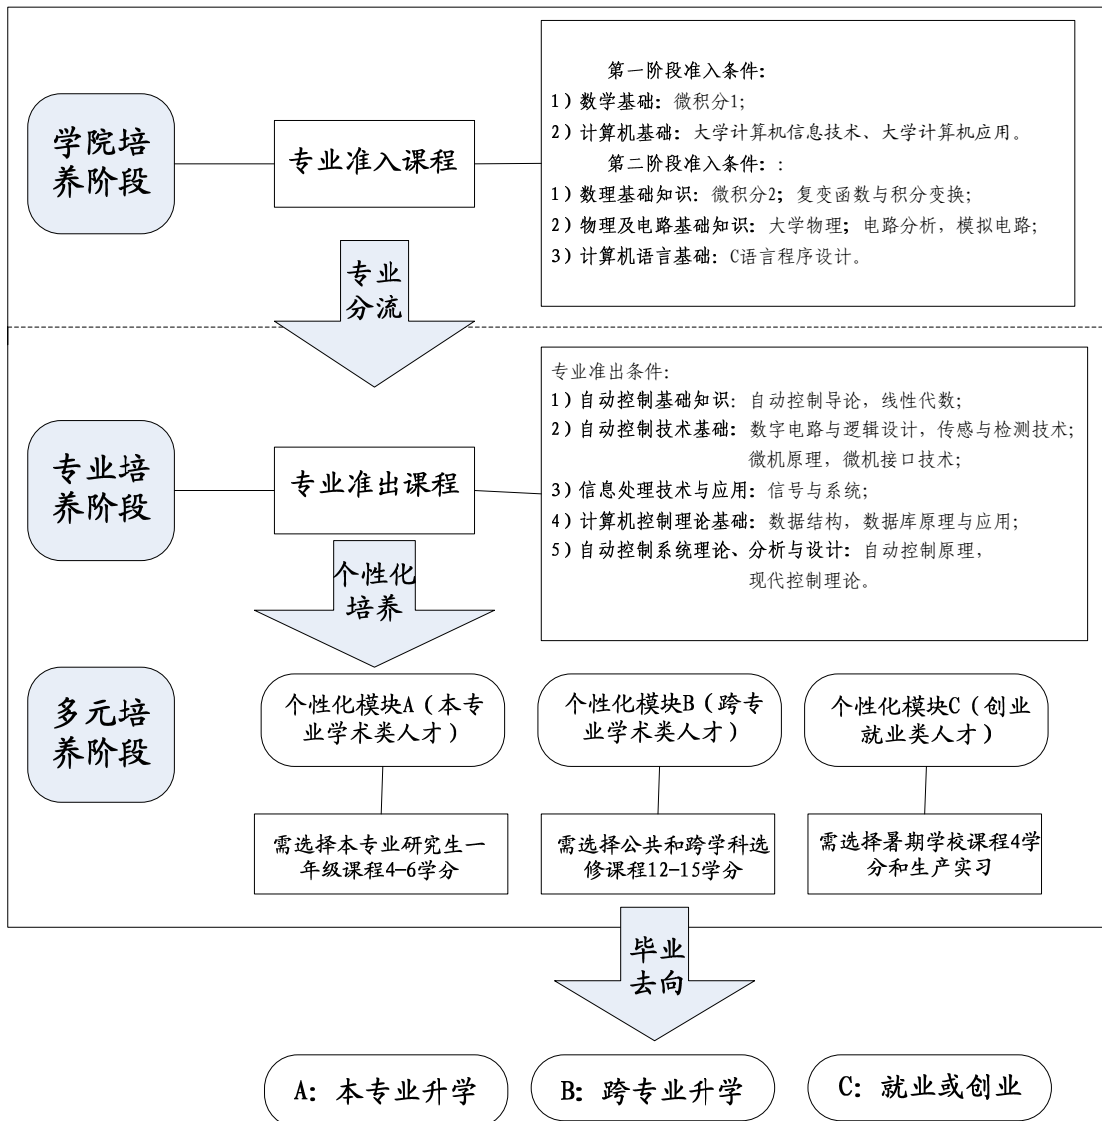 学院培
养阶段
专业准入课程
第一阶段准入条件:
1)数学基础: 微积分1;
2)计算机基础: 大学计算机信息技术、大学计算机应用。
第二阶段准入条件: :
1)数理基础知识: 微积分2; 复变函数与积分变换;
2)物理及电路基础知识: 大学物理; 电路分析, 模拟电路;
3)计算机语言基础: C语言程序设计。
专业
分流
专业培
养阶段
专业准出课程
专业准出条件:
1)自动控制基础知识: 自动控制导论, 线性代数;
2)自动控制技术基础: 数字电路与逻辑设计, 传感与检测技术;
微机原理, 微机接口技术;
3)信息处理技术与应用: 信号与系统;
4)计算机控制理论基础: 数据结构, 数据库原理与应用;
5)自动控制系统理论、分析与设计: 自动控制原理,
现代控制理论。
个性化
培养
多元培
养阶段
个性化模块A(本专
业学术类人才)
个性化模块B(跨专
业学术类人才)
个性化模块C(创业
就业类人才)
需选择本专业研究生一
年级课程4-6学分
需选择公共和跨学科选
修课程12-15学分
需选择暑期学校课程4学
分和生产实习
毕业
去向
A: 本专业升学
B: 跨专业升学
C: 就业或创业